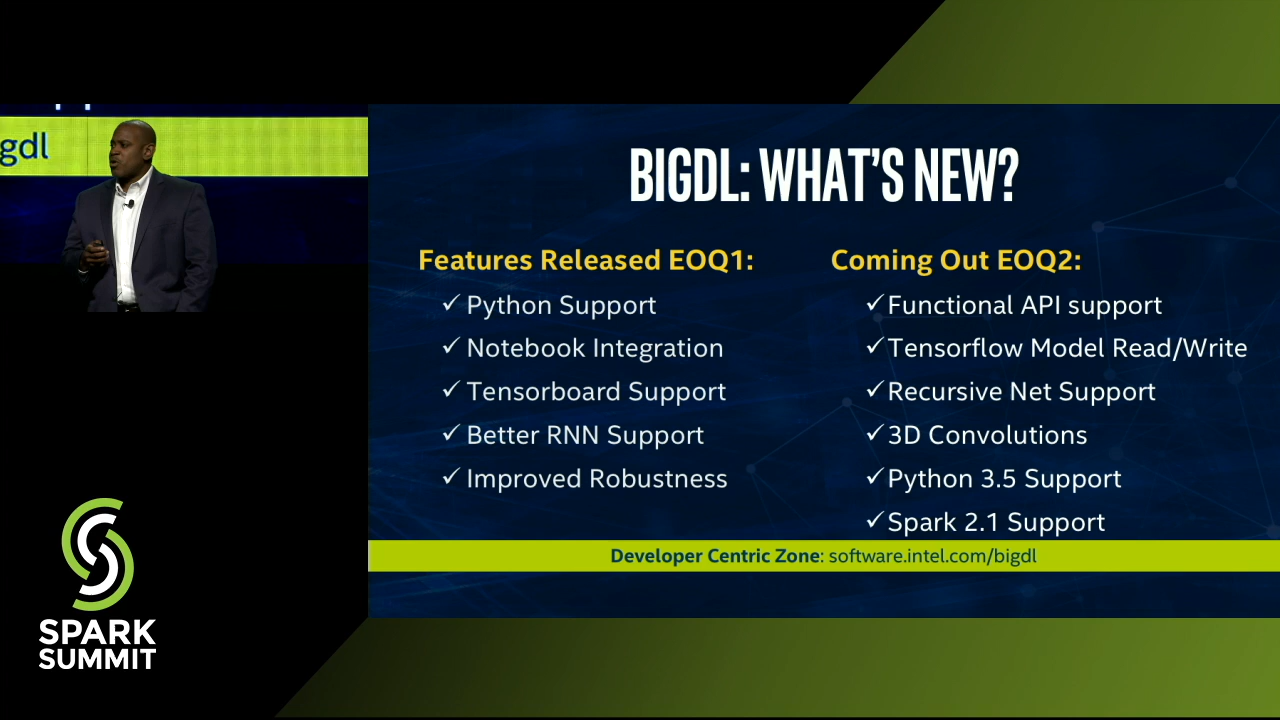 gdl
BIGDL: WHAT'S NEW?
Features Released EOQ1:
✓ Python Support
✓ Notebook Integration
✓ Tensorboard Support
✓ Better RNN Support
✓ Improved Robustness
Coming Out EOQ2:
✓ Functional API support
✓ Tensorflow Model Read/Write
✓ Recursive Net Support
✓ 3D Convolutions
✓ Python 3.5 Support
✓ Spark 2.1 Support
Developer Centric Zone: software.intel.com/bigdl
SPARK
SUMMIT